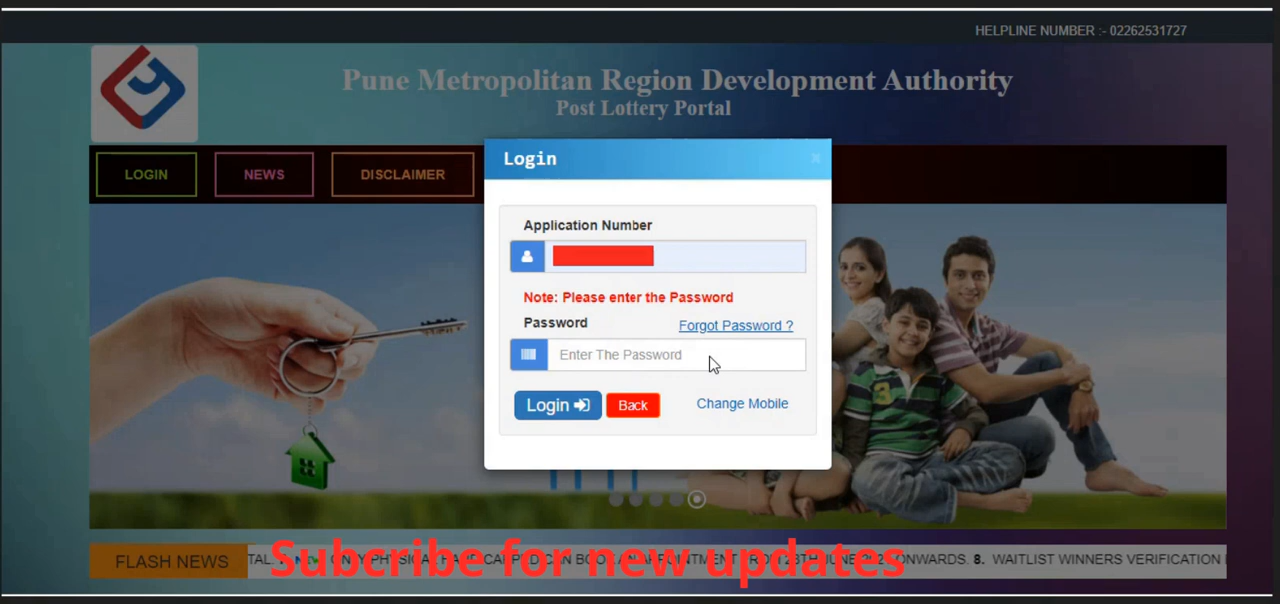 HELPLINE NUMBER :- 02262531727
Pune Metropolitan Region Development Authority
Post Lottery Portal
LOGIN NEWS DISCLAIMER
Login
Application Number
Note: Please enter the Password
Password Forgot Password ?
Enter The Password
Login Back Change Mobile
FLASH NEWS
Subcribe for new updates
ONWARDS. 8. WAITLIST WINNERS VERIFICATION